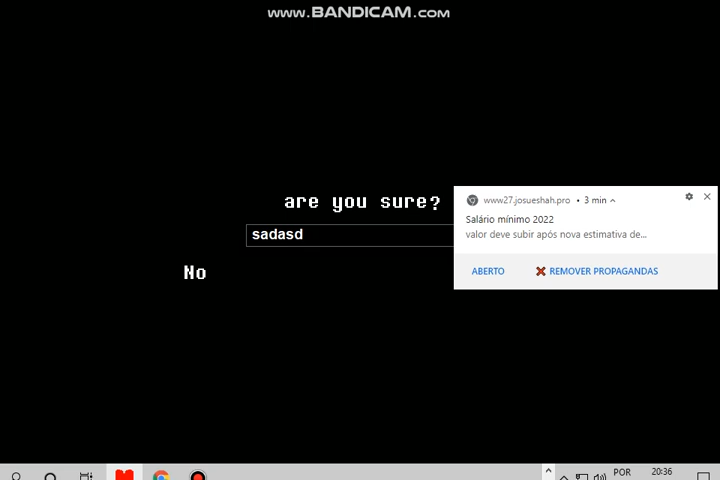 www.BANDICAM.com
are you sure?
sadasd
No
www27.josueshah.pro • 3 min
Salário mínimo 2022
valor deve subir após nova estimativa de...
ABERTO
REMOVER PROPAGANDAS
POR
20:36